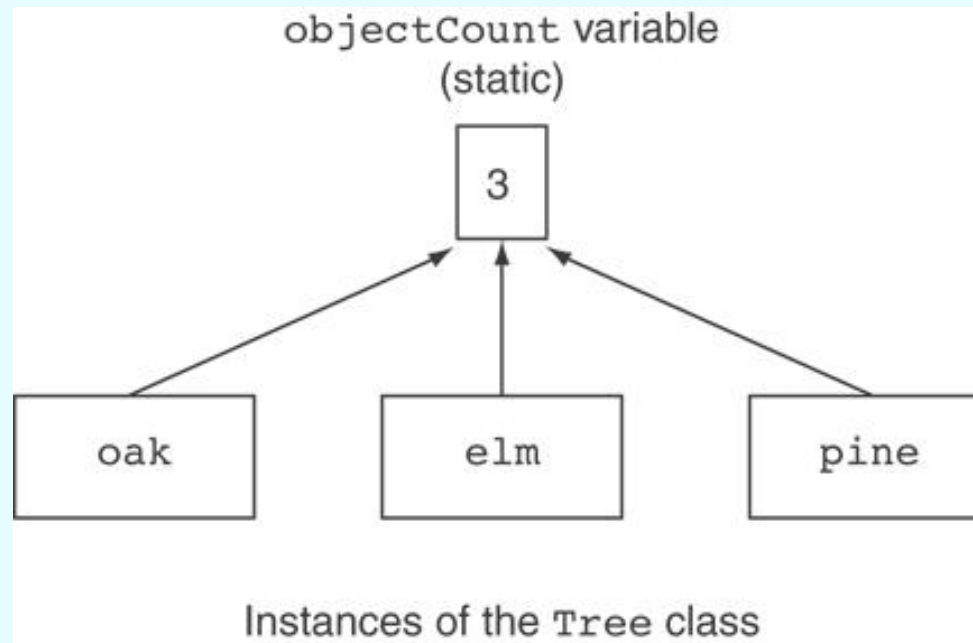 objectCount variable
(static)
3
oak elm pine
Instances of the Tree class